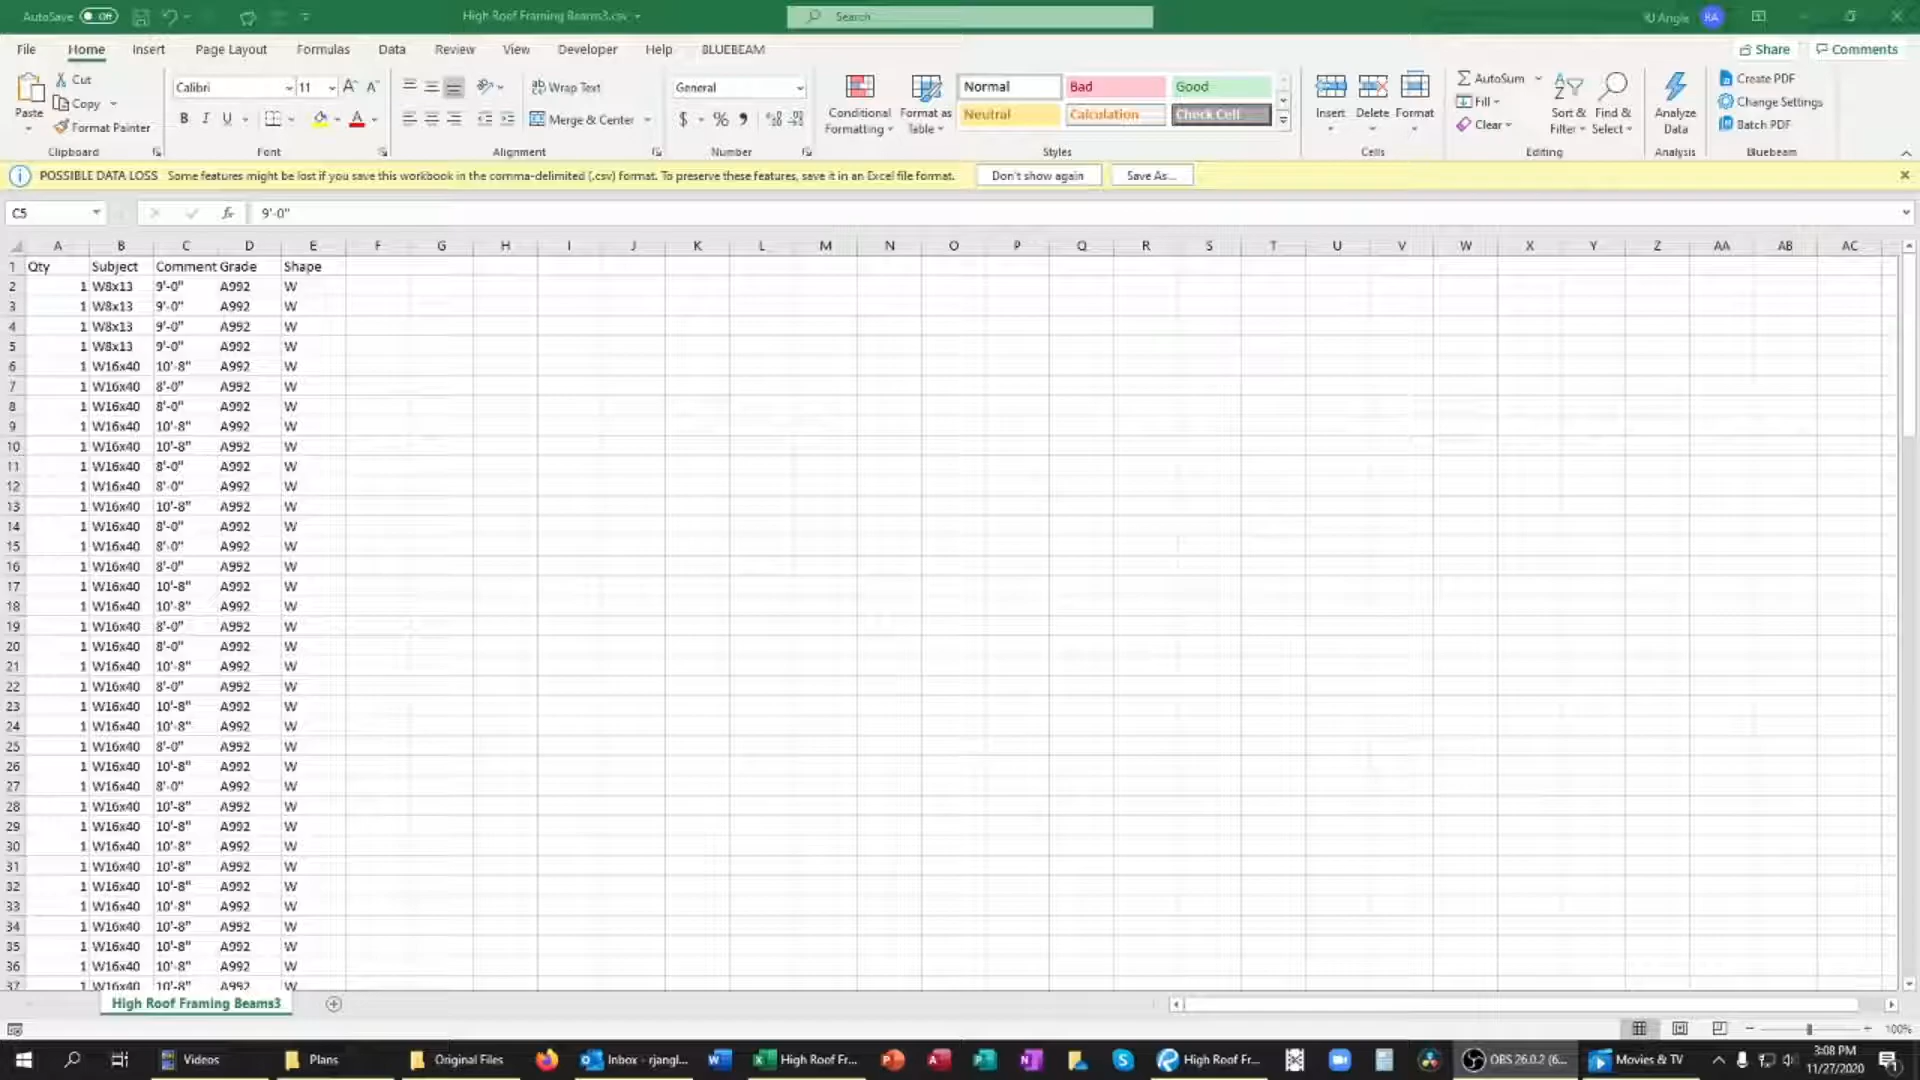 AutoSave Off High Roof Framing Beams3.csv Search RJ Angle RA
File Home Insert Page Layout Formulas Data Review View Developer Help BLUEBEAM Share Comments
Paste Cut Copy Format Painter Clipboard
Calibri 11 A A B I U A Font
Wrap Text Merge & Center Alignment
General $ % Number
Conditional Formatting Format as Table Normal Bad Good Neutral Calculation Check Cell Styles
Insert Delete Format Cells
AutoSum Fill Clear Sort & Filter Find & Select Editing
Analyze Data Analysis
Create PDF Change Settings Batch PDF Bluebeam
POSSIBLE DATA LOSS Some features might be lost if you save this workbook in the comma-delimited (.csv) format. To preserve these features, save it in an Excel file format. Don't show again Save As...
C5 fx 9'-0"
A B C D E F G H I J K L M N O P Q R S T U V W X Y Z AA AB AC
1 Qty Subject Comment Grade Shape
2 1 W8x13 9'-0" A992 W
3 1 W8x13 9'-0" A992 W
4 1 W8x13 9'-0" A992 W
5 1 W8x13 9'-0" A992 W
6 1 W16x40 10'-8" A992 W
7 1 W16x40 8'-0" A992 W
8 1 W16x40 8'-0" A992 W
9 1 W16x40 10'-8" A992 W
10 1 W16x40 10'-8" A992 W
11 1 W16x40 8'-0" A992 W
12 1 W16x40 8'-0" A992 W
13 1 W16x40 10'-8" A992 W
14 1 W16x40 8'-0" A992 W
15 1 W16x40 8'-0" A992 W
16 1 W16x40 8'-0" A992 W
17 1 W16x40 10'-8" A992 W
18 1 W16x40 10'-8" A992 W
19 1 W16x40 8'-0" A992 W
20 1 W16x40 8'-0" A992 W
21 1 W16x40 10'-8" A992 W
22 1 W16x40 8'-0" A992 W
23 1 W16x40 10'-8" A992 W
24 1 W16x40 10'-8" A992 W
25 1 W16x40 8'-0" A992 W
26 1 W16x40 10'-8" A992 W
27 1 W16x40 8'-0" A992 W
28 1 W16x40 10'-8" A992 W
29 1 W16x40 10'-8" A992 W
30 1 W16x40 10'-8" A992 W
31 1 W16x40 10'-8" A992 W
32 1 W16x40 10'-8" A992 W
33 1 W16x40 10'-8" A992 W
34 1 W16x40 10'-8" A992 W
35 1 W16x40 10'-8" A992 W
36 1 W16x40 10'-8" A992 W
37 1 W16x40 10'-8" A992 W
High Roof Framing Beams3
100%
Videos Plans Original Files Inbox - rjangl... High Roof Fr... High Roof Fr... OBS 26.0.2 (6... Movies & TV 3:08 PM
11/27/2020